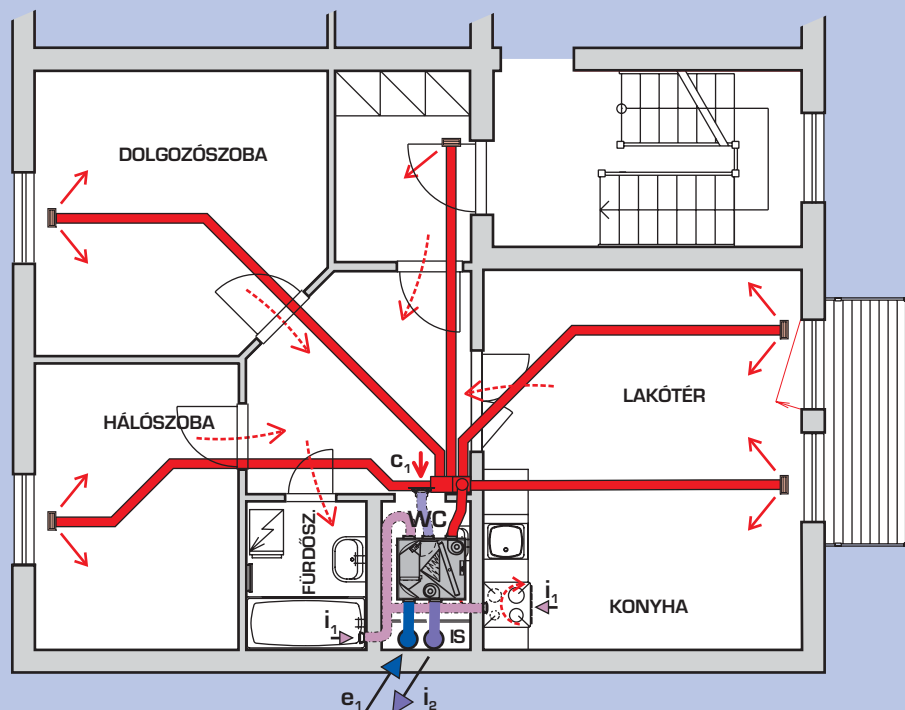 DOLGOZÓSZOBA
LAKÓTÉR
HÁLÓSZOBA
c₁
WC
FÜRDŐSZ.
i₁
i₁
KONYHA
IS
e₁
i₂